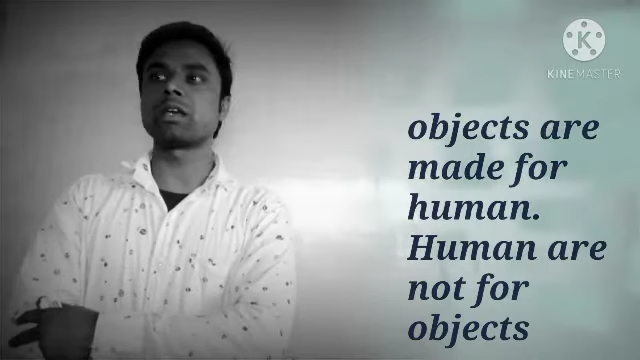 KINEMASTER
objects are
made for
human.
Human are
not for
objects